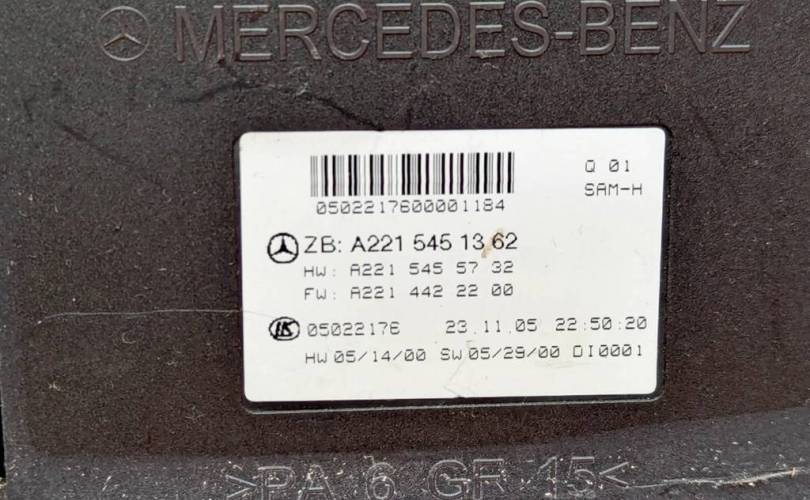 MERCEDES-BENZ
Q 01
SAM-H
0502217600001184
ZB: A221 545 13 62
HW: A221 545 57 32
FW: A221 442 22 00
05022176 23.11.05 22:50:20
HW 05/14/00 SW 05/29/00 DI0001
>PA 6 GF 15<